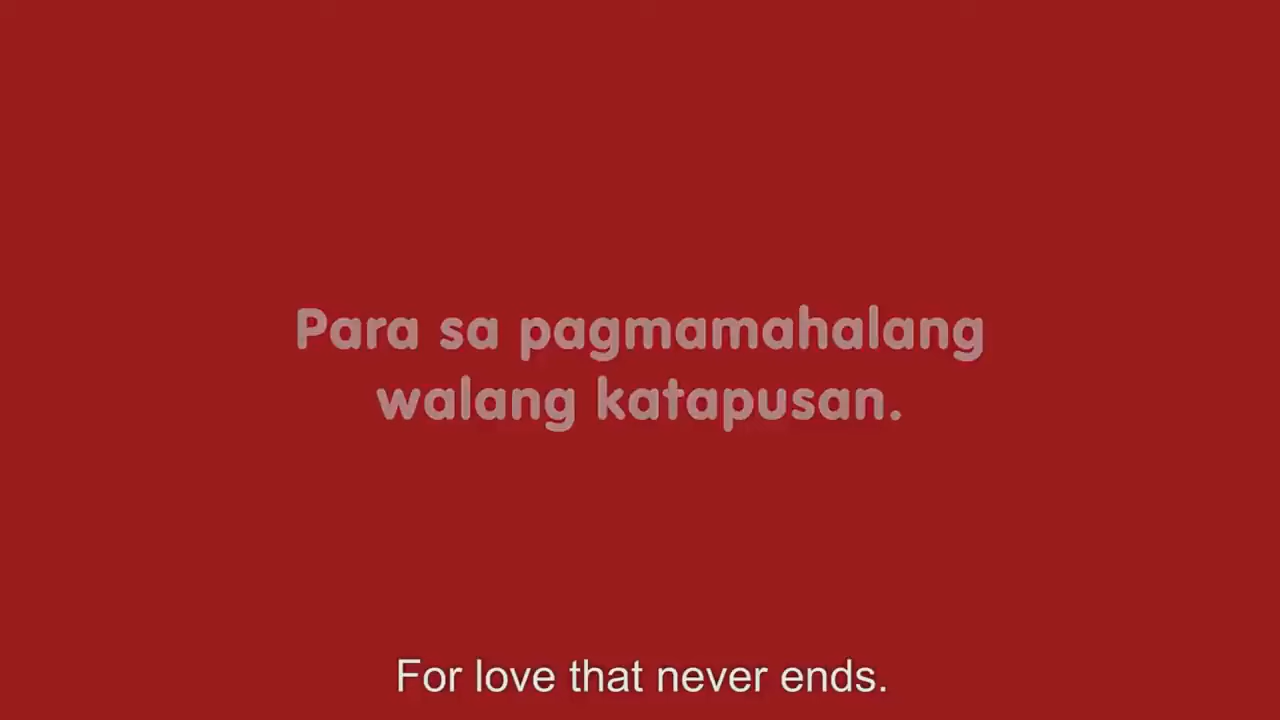 Para sa pagmamahalang
walang katapusan.
For love that never ends.